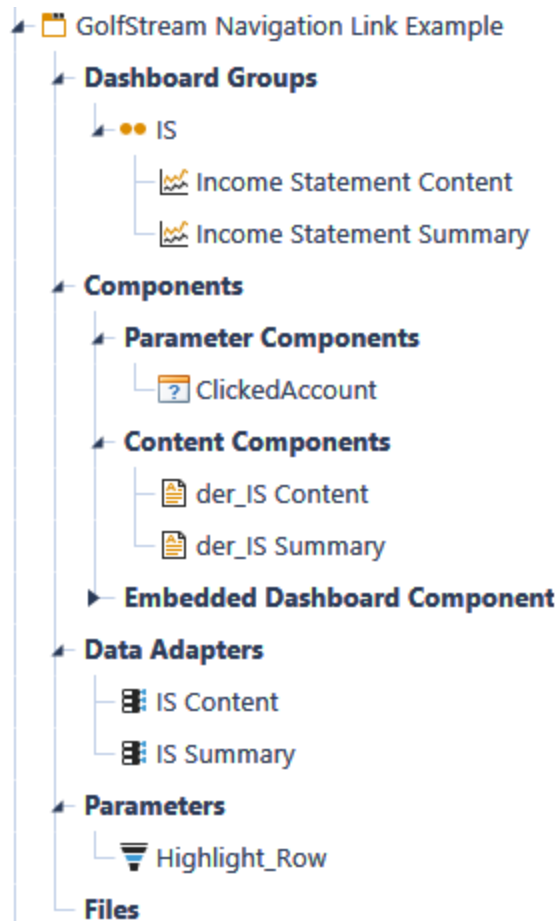 GolfStream Navigation Link Example
Dashboard Groups
IS
Income Statement Content
Income Statement Summary
Components
Parameter Components
ClickedAccount
Content Components
der_IS Content
der_IS Summary
Embedded Dashboard Component
Data Adapters
IS Content
IS Summary
Parameters
Highlight_Row
Files